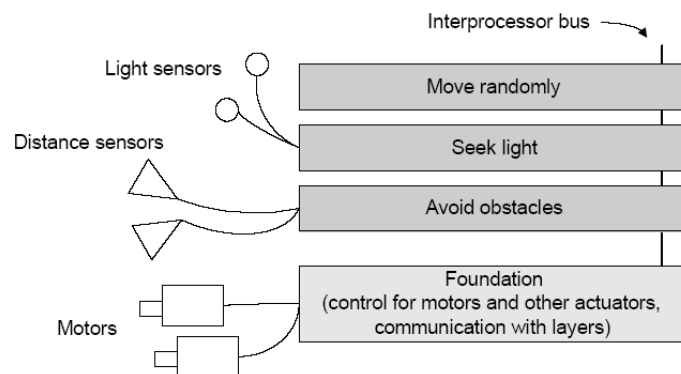 Interprocessor bus
Light sensors
Move randomly
Seek light
Distance sensors
Avoid obstacles
Foundation
(control for motors and other actuators,
communication with layers)
Motors